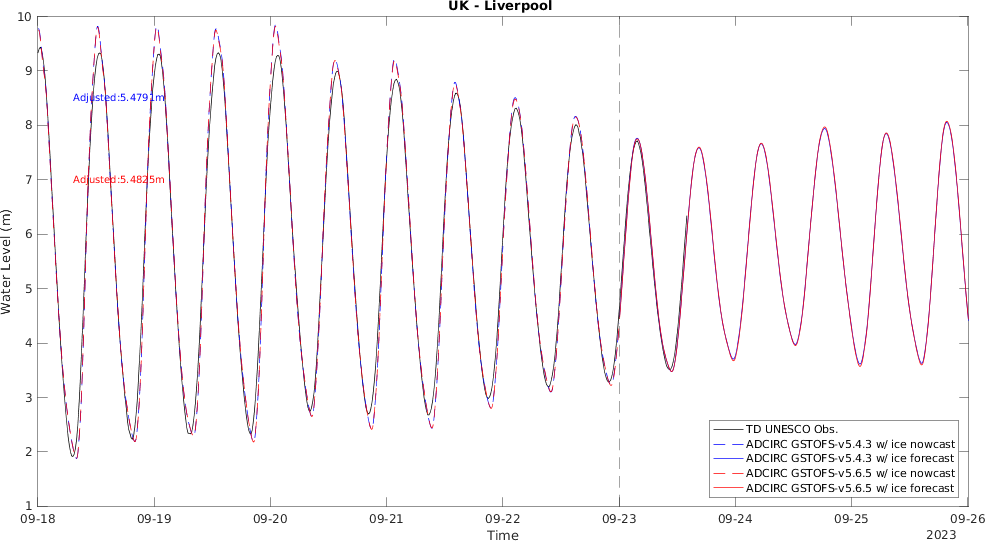 UK - Liverpool
10
9
8
7
6
5
4
3
2
1
Water Level (m)
Adjusted:5.4791m
Adjusted:5.4825m
TD UNESCO Obs.
ADCIRC GSTOFS-v5.4.3 w/ ice nowcast
ADCIRC GSTOFS-v5.4.3 w/ ice forecast
ADCIRC GSTOFS-v5.6.5 w/ ice nowcast
ADCIRC GSTOFS-v5.6.5 w/ ice forecast
09-18 09-19 09-20 09-21 09-22 09-23 09-24 09-25 09-26
Time
2023